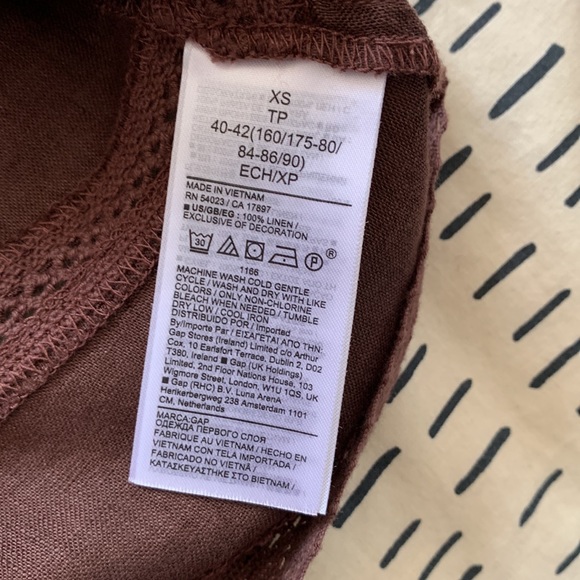 XS
TP
40-42(160/175-80/
84-86/90)
ECH/XP
MADE IN VIETNAM
RN 54023 / CA 17897
■ US/GB/EG : 100% LINEN /
EXCLUSIVE OF DECORATION
30 P ®
1166
MACHINE WASH COLD GENTLE
CYCLE / WASH AND DRY WITH LIKE
COLORS / ONLY NON-CHLORINE
BLEACH WHEN NEEDED / TUMBLE
DRY LOW / COOL IRON
DISTRIBUIDO POR / Imported
By/Importe Par / ΕΙΣΑΓΕΤΑΙ ΑΠΟ ΤΗΝ
Gap Stores (Ireland) Limited c/o Arthur
Cox, 10 Earlsfort Terrace, Dublin 2, D02
T380, Ireland ■ Gap (UK Holdings)
Limited c/o 2nd Floor Nations House, 103
Wigmore Street, London, W1U 1QS, UK
■ Gap (RHC) B.V. Luna Arena
Herikerbergweg 238 Amsterdam 1101
CM, Netherlands
МАРСА:GAP
ОДЕЖДА ПЕРВОГО СЛОЯ
FABRIQUÉ AU VIETNAM / HECHO EN
VIETNAM CON TELA IMPORTADA /
FABRICADO NO VIETNÃ /
ΚΑΤΑΣΚΕΥΑΣΤΗΚΕ ΣΤΟ ΒΙΕΤΝΑΜ /